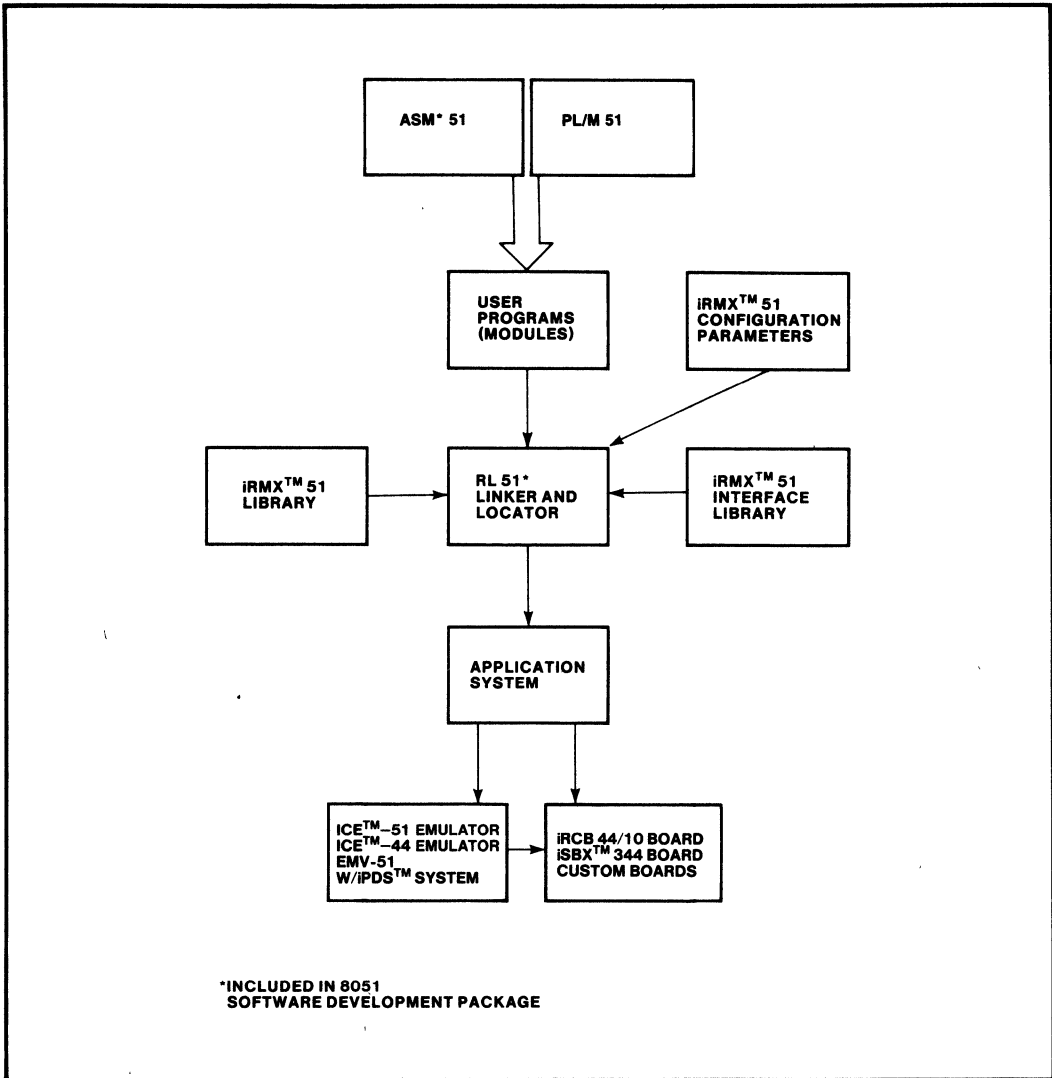 ASM* 51
PL/M 51
USER
PROGRAMS
(MODULES)
iRMX™ 51
CONFIGURATION
PARAMETERS
iRMX™ 51
LIBRARY
RL 51*
LINKER AND
LOCATOR
iRMX™ 51
INTERFACE
LIBRARY
APPLICATION
SYSTEM
ICE™–51 EMULATOR
ICE™–44 EMULATOR
EMV-51
W/iPDS™ SYSTEM
iRCB 44/10 BOARD
iSBX™ 344 BOARD
CUSTOM BOARDS
*INCLUDED IN 8051
SOFTWARE DEVELOPMENT PACKAGE